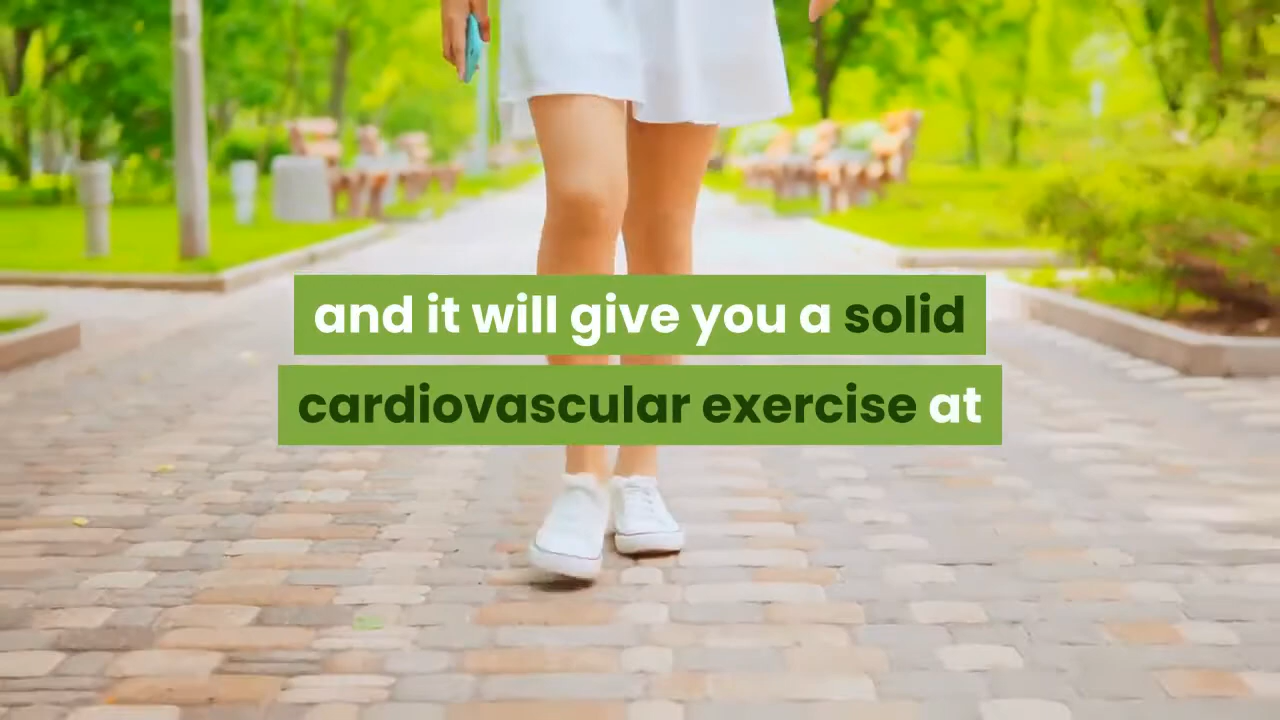 and it will give you a solid
cardiovascular exercise at